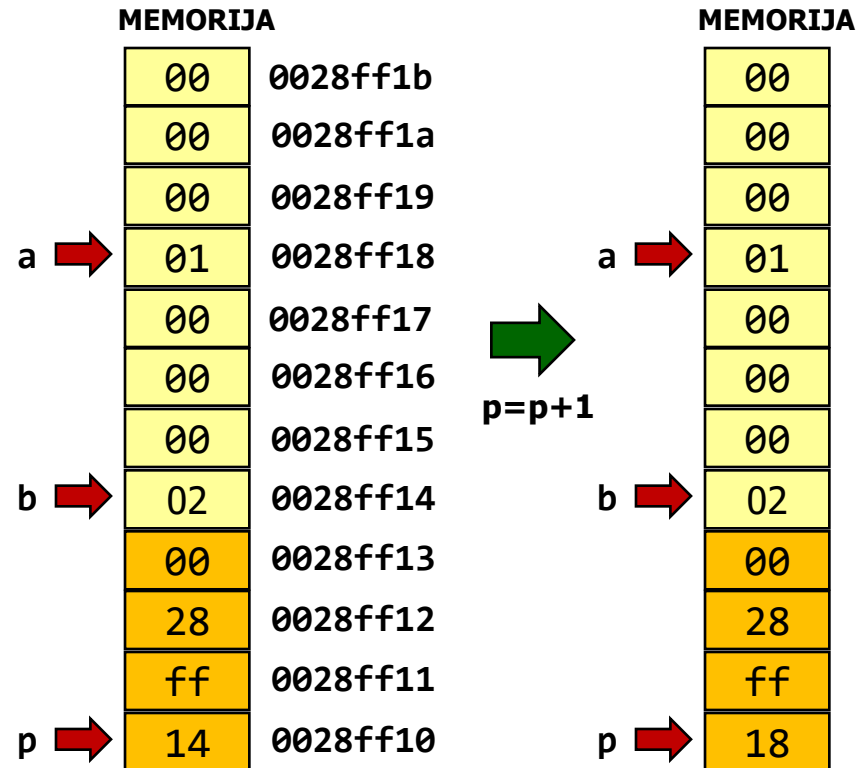 MEMORIJA MEMORIJA
00 0028ff1b 00
00 0028ff1a 00
00 0028ff19 00
a 01 0028ff18 a 01
00 0028ff17 00
00 0028ff16 00
p=p+1
00 0028ff15 00
b 02 0028ff14 b 02
00 0028ff13 00
28 0028ff12 28
ff 0028ff11 ff
p 14 0028ff10 p 18